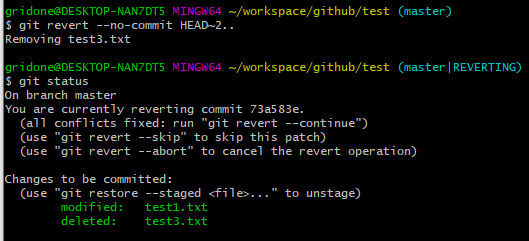 gridone@DESKTOP-NAN7DT5 MINGW64 ~/workspace/github/test (master)
$ git revert --no-commit HEAD~2..
Removing test3.txt
gridone@DESKTOP-NAN7DT5 MINGW64 ~/workspace/github/test (master|REVERTING)
$ git status
On branch master
You are currently reverting commit 73a583e.
  (all conflicts fixed: run "git revert --continue")
  (use "git revert --skip" to skip this patch)
  (use "git revert --abort" to cancel the revert operation)
Changes to be committed:
  (use "git restore --staged <file>..." to unstage)
        modified:   test1.txt
        deleted:    test3.txt